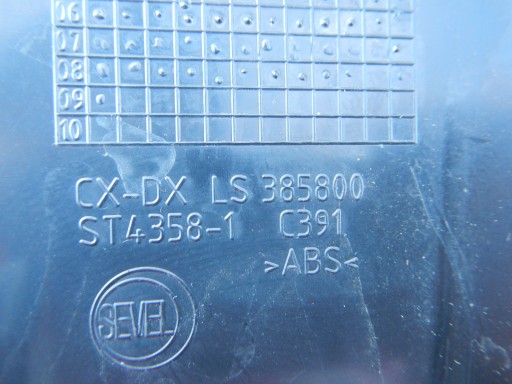 06
07
08
09
10
CX-DX LS 385800
ST4358-1 C391
>ABS<
SEVEL